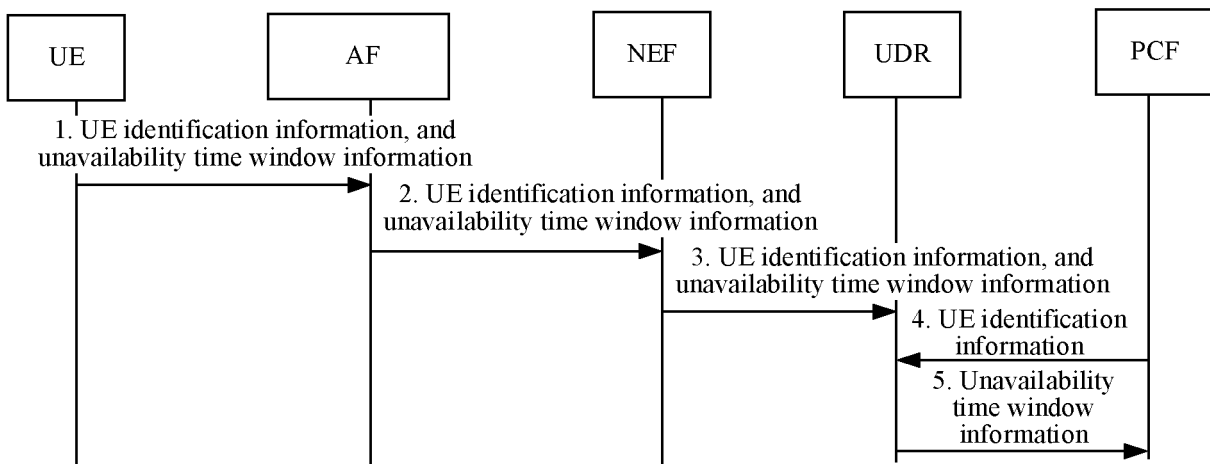 UE
AF
NEF
UDR
PCF
1. UE identification information, and
unavailability time window information
2. UE identification information, and
unavailability time window information
3. UE identification information, and
unavailability time window information
4. UE identification
information
5. Unavailability
time window
information